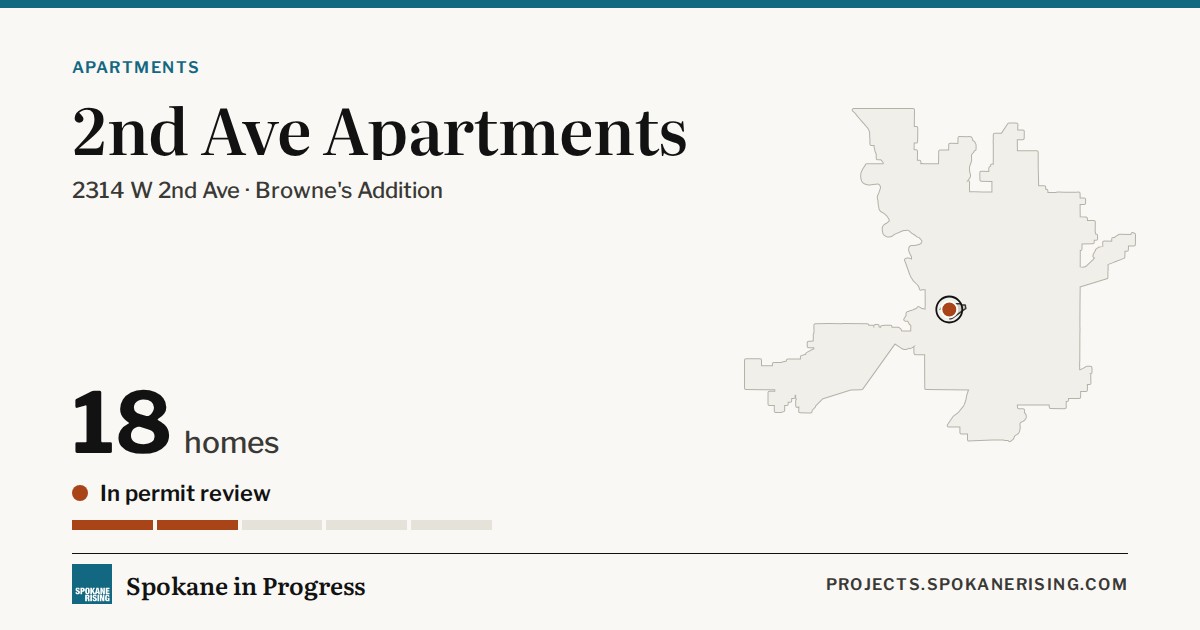 APARTMENTS
2nd Ave Apartments
2314 W 2nd Ave · Browne's Addition
18 homes
In permit review
SPOKANE
RISING
Spokane in Progress
PROJECTS.SPOKANERISING.COM